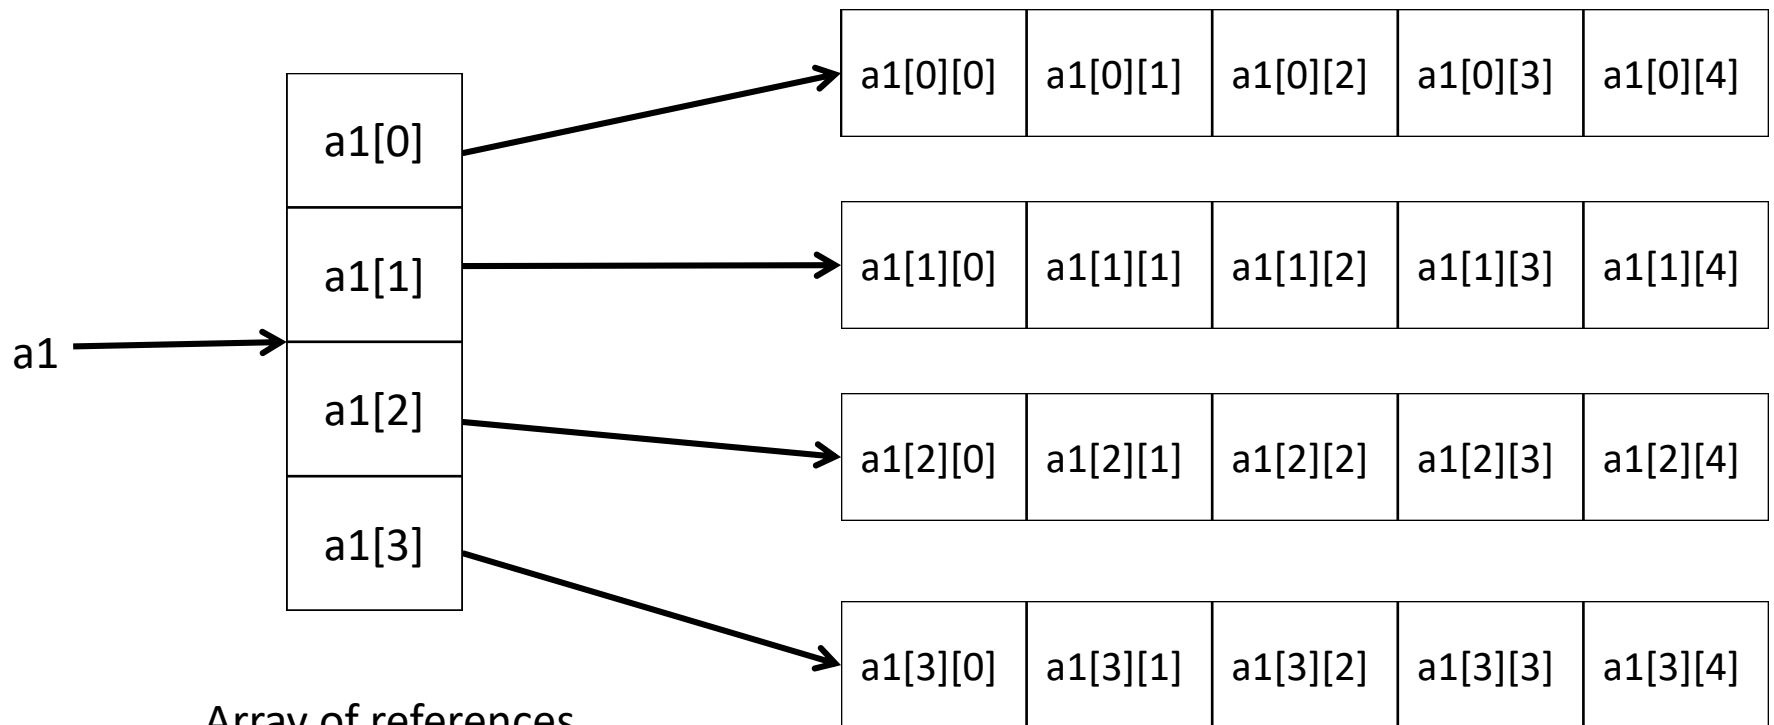 a1
a1[0]
a1[1]
a1[2]
a1[3]
Array of references
a1[0][0] a1[0][1] a1[0][2] a1[0][3] a1[0][4]
a1[1][0] a1[1][1] a1[1][2] a1[1][3] a1[1][4]
a1[2][0] a1[2][1] a1[2][2] a1[2][3] a1[2][4]
a1[3][0] a1[3][1] a1[3][2] a1[3][3] a1[3][4]